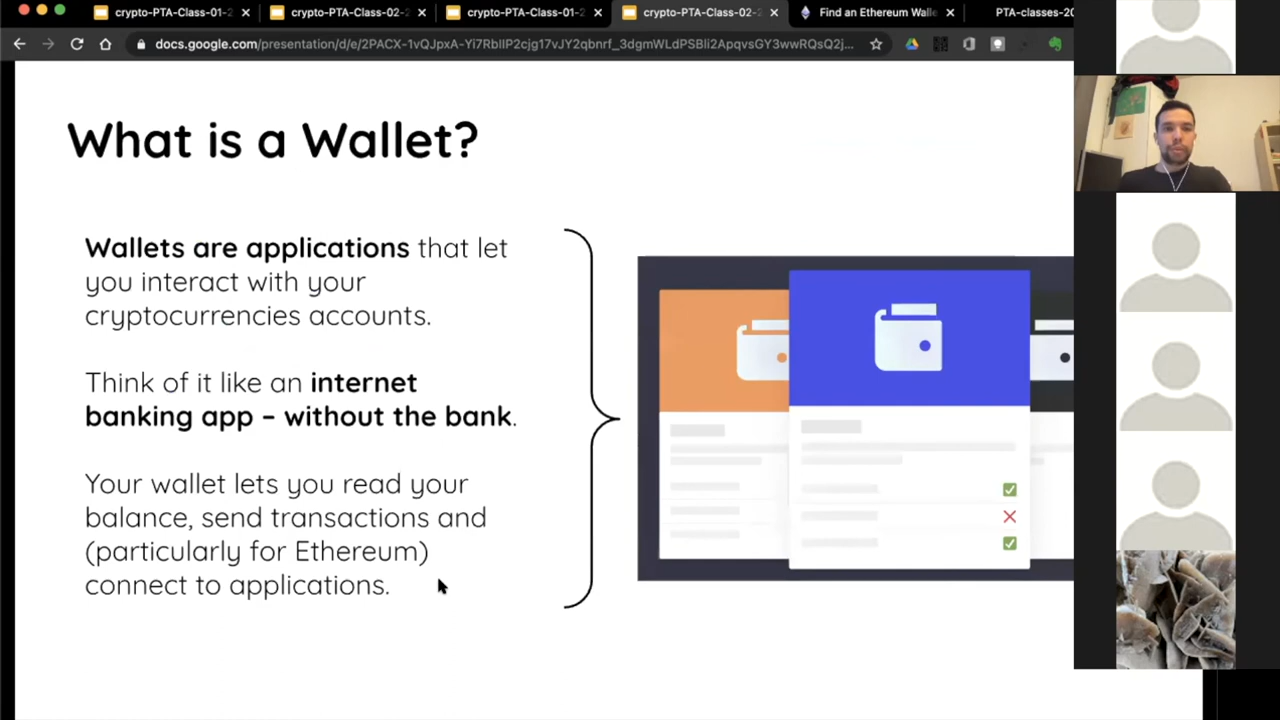 crypto-PTA-Class-01-2
crypto-PTA-Class-02-2
crypto-PTA-Class-01-2
crypto-PTA-Class-02-2
Find an Ethereum Walle
PTA-classes-20
docs.google.com/presentation/d/e/2PACX-1vQJpxA-Yi7RblIP2cjg17vJY2qbnrf_3dgmWLdPSBli2ApqvsGY3wwRQsQ2j...
What is a Wallet?
Wallets are applications that let
you interact with your
cryptocurrencies accounts.
Think of it like an internet
banking app – without the bank.
Your wallet lets you read your
balance, send transactions and
(particularly for Ethereum)
connect to applications.